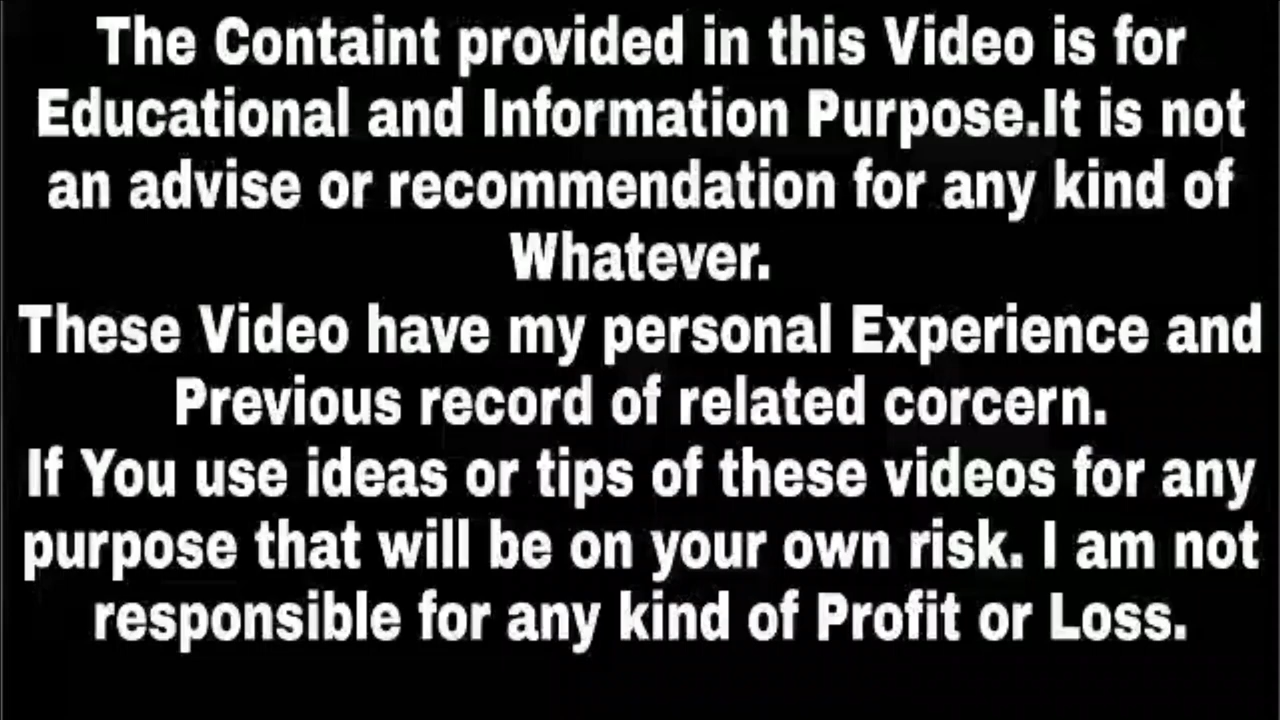 The Containt provided in this Video is for
Educational and Information Purpose.It is not
an advise or recommendation for any kind of
Whatever.
These Video have my personal Experience and
Previous record of related corcern.
If You use ideas or tips of these videos for any
purpose that will be on your own risk. I am not
responsible for any kind of Profit or Loss.